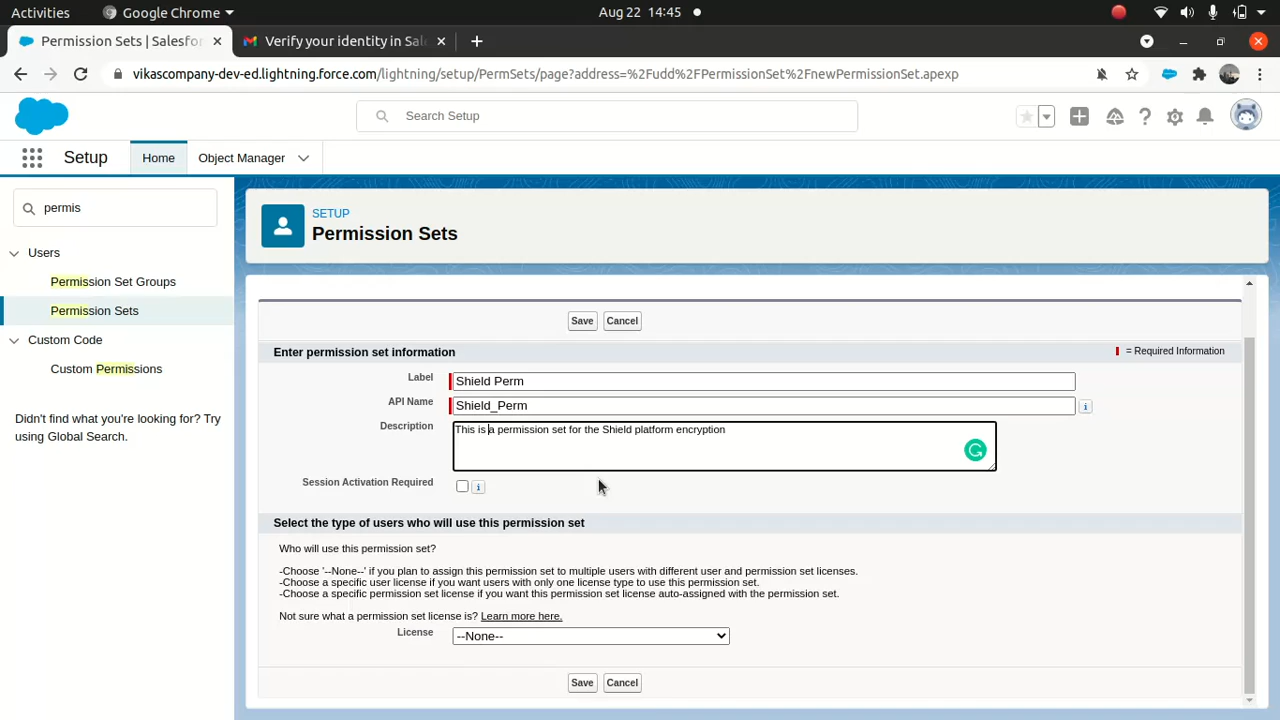 Activities
Google Chrome
Aug 22 14:45
Permission Sets | Salesfo
Verify your identity in Sal
vikascompany-dev-ed.lightning.force.com/lightning/setup/PermSets/page?address=%2Fudd%2FPermissionSet%2FnewPermissionSet.apexp
Search Setup
Setup
Home
Object Manager
permis
Users
Permission Set Groups
Permission Sets
Custom Code
Custom Permissions
Didn't find what you're looking for? Try
using Global Search.
SETUP
Permission Sets
Save Cancel
Enter permission set information
= Required Information
Label Shield Perm
API Name Shield_Perm
Description This is a permission set for the Shield platform encryption
Session Activation Required
Select the type of users who will use this permission set
Who will use this permission set?
-Choose '--None--' if you plan to assign this permission set to multiple users with different user and permission set licenses.
-Choose a specific user license if you want users with only one license type to use this permission set.
-Choose a specific permission set license if you want this permission set license auto-assigned with the permission set.
Not sure what a permission set license is? Learn more here.
License --None--
Save Cancel